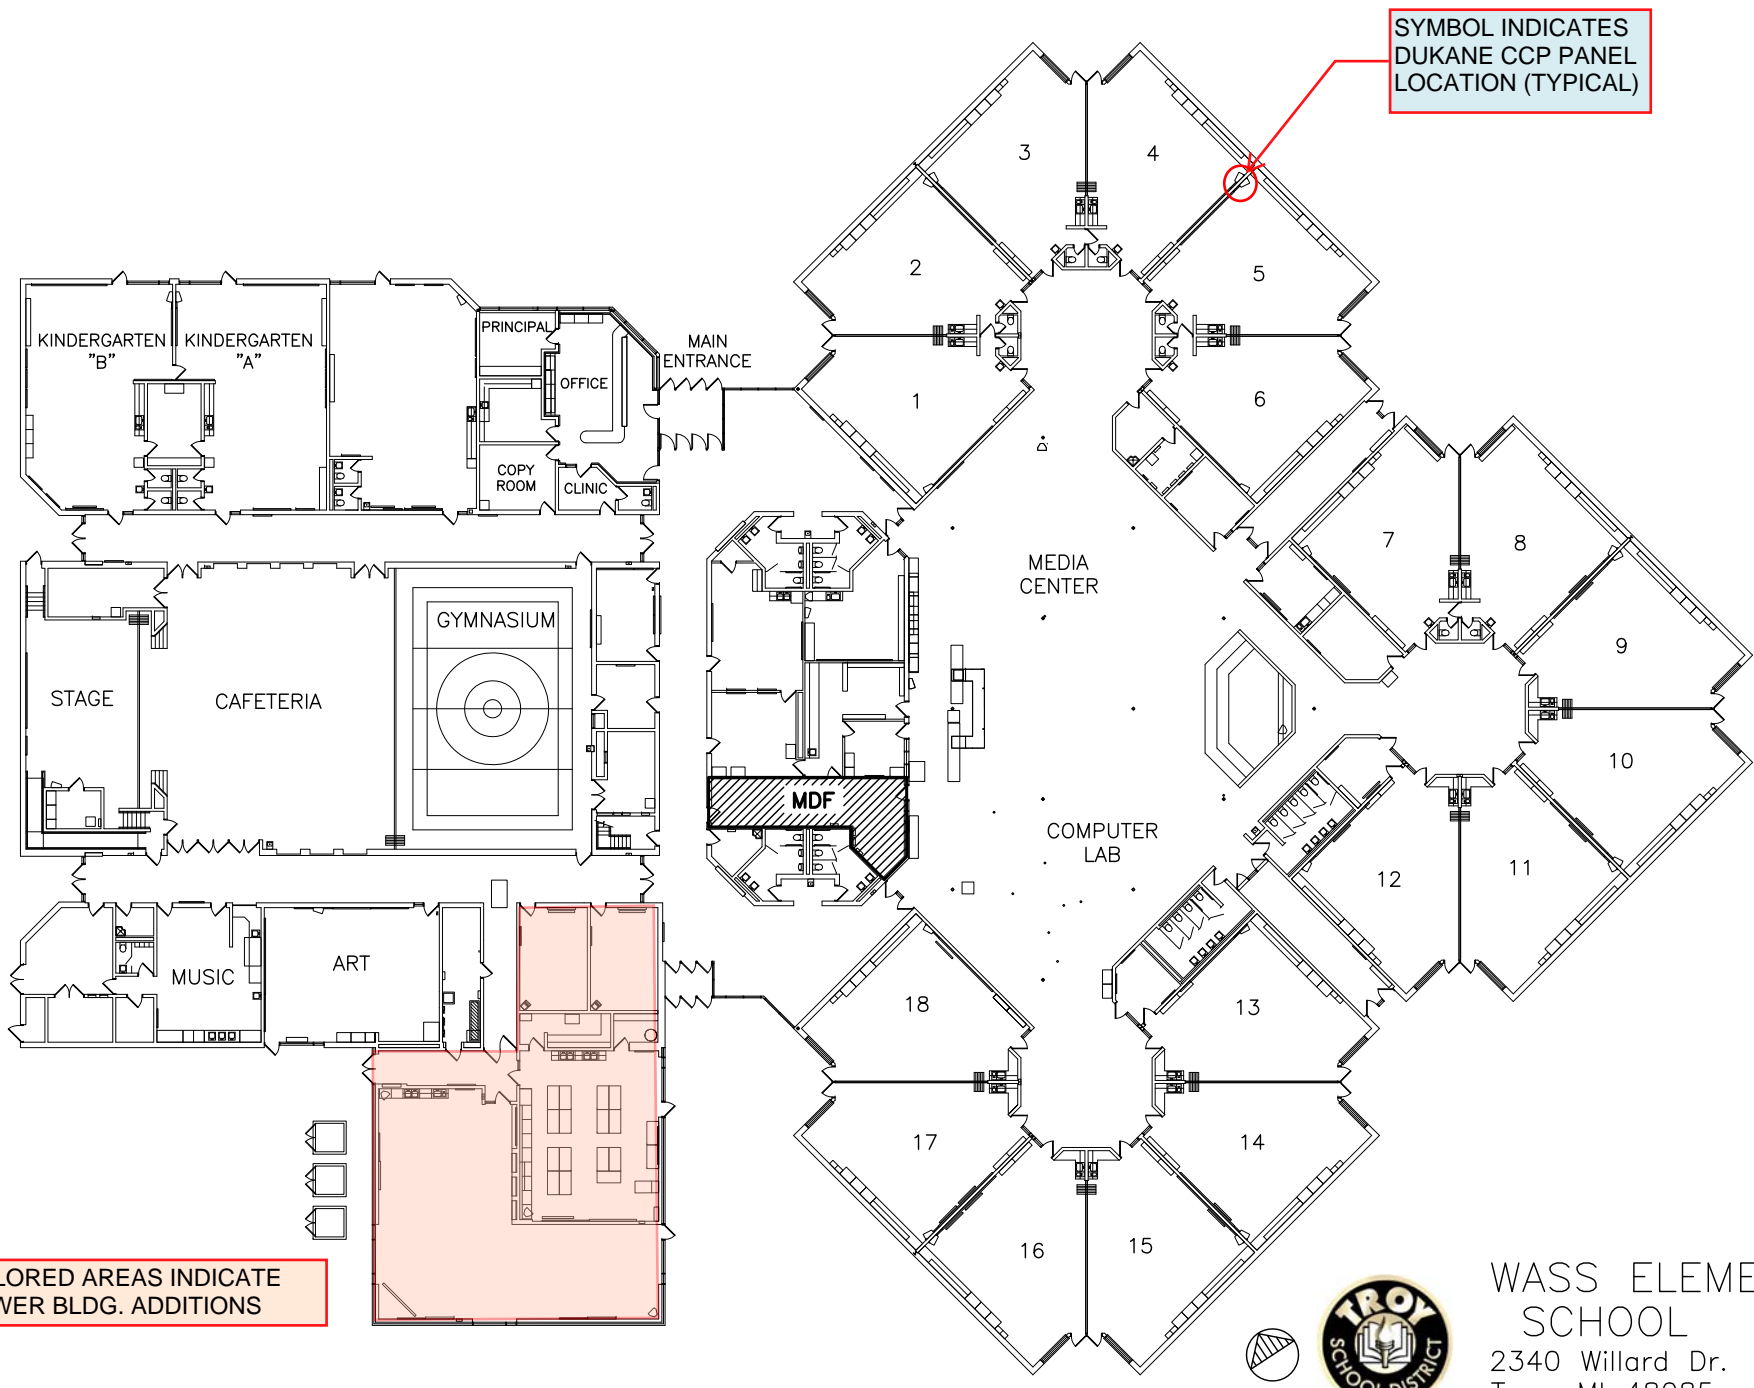 SYMBOL INDICATES
DUKANE CCP PANEL
LOCATION (TYPICAL)
3
4
2
5
KINDERGARTEN
"B"
KINDERGARTEN
"A"
PRINCIPAL
OFFICE
MAIN
ENTRANCE
1
6
COPY
ROOM
CLINIC
7
8
MEDIA
CENTER
GYMNASIUM
9
STAGE
CAFETERIA
10
MDF
COMPUTER
LAB
12
11
MUSIC
ART
18
13
17
14
16
15
LORED AREAS INDICATE
WER BLDG. ADDITIONS
TROY
SCHOOL DISTRICT
WASS ELEME
SCHOOL
2340 Willard Dr.